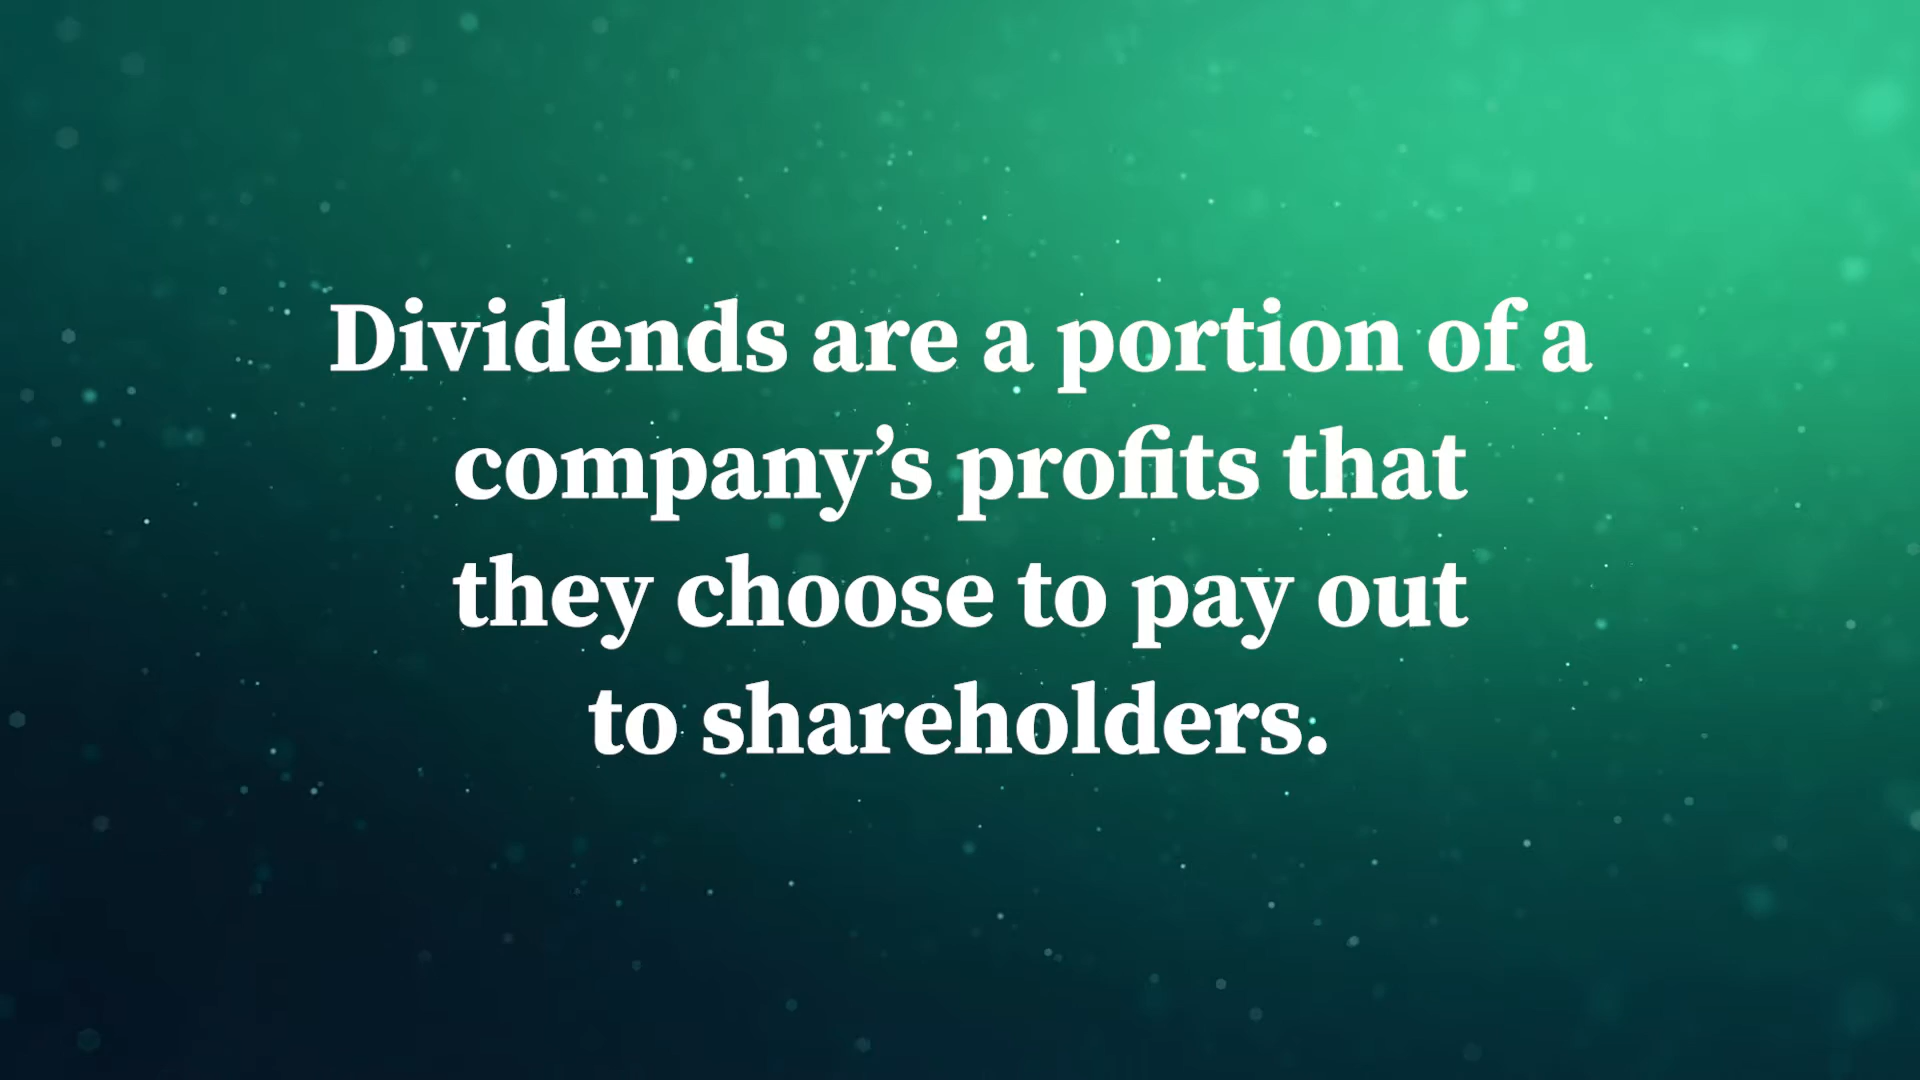 Dividends are a portion of a
company’s profits that
they choose to pay out
to shareholders.